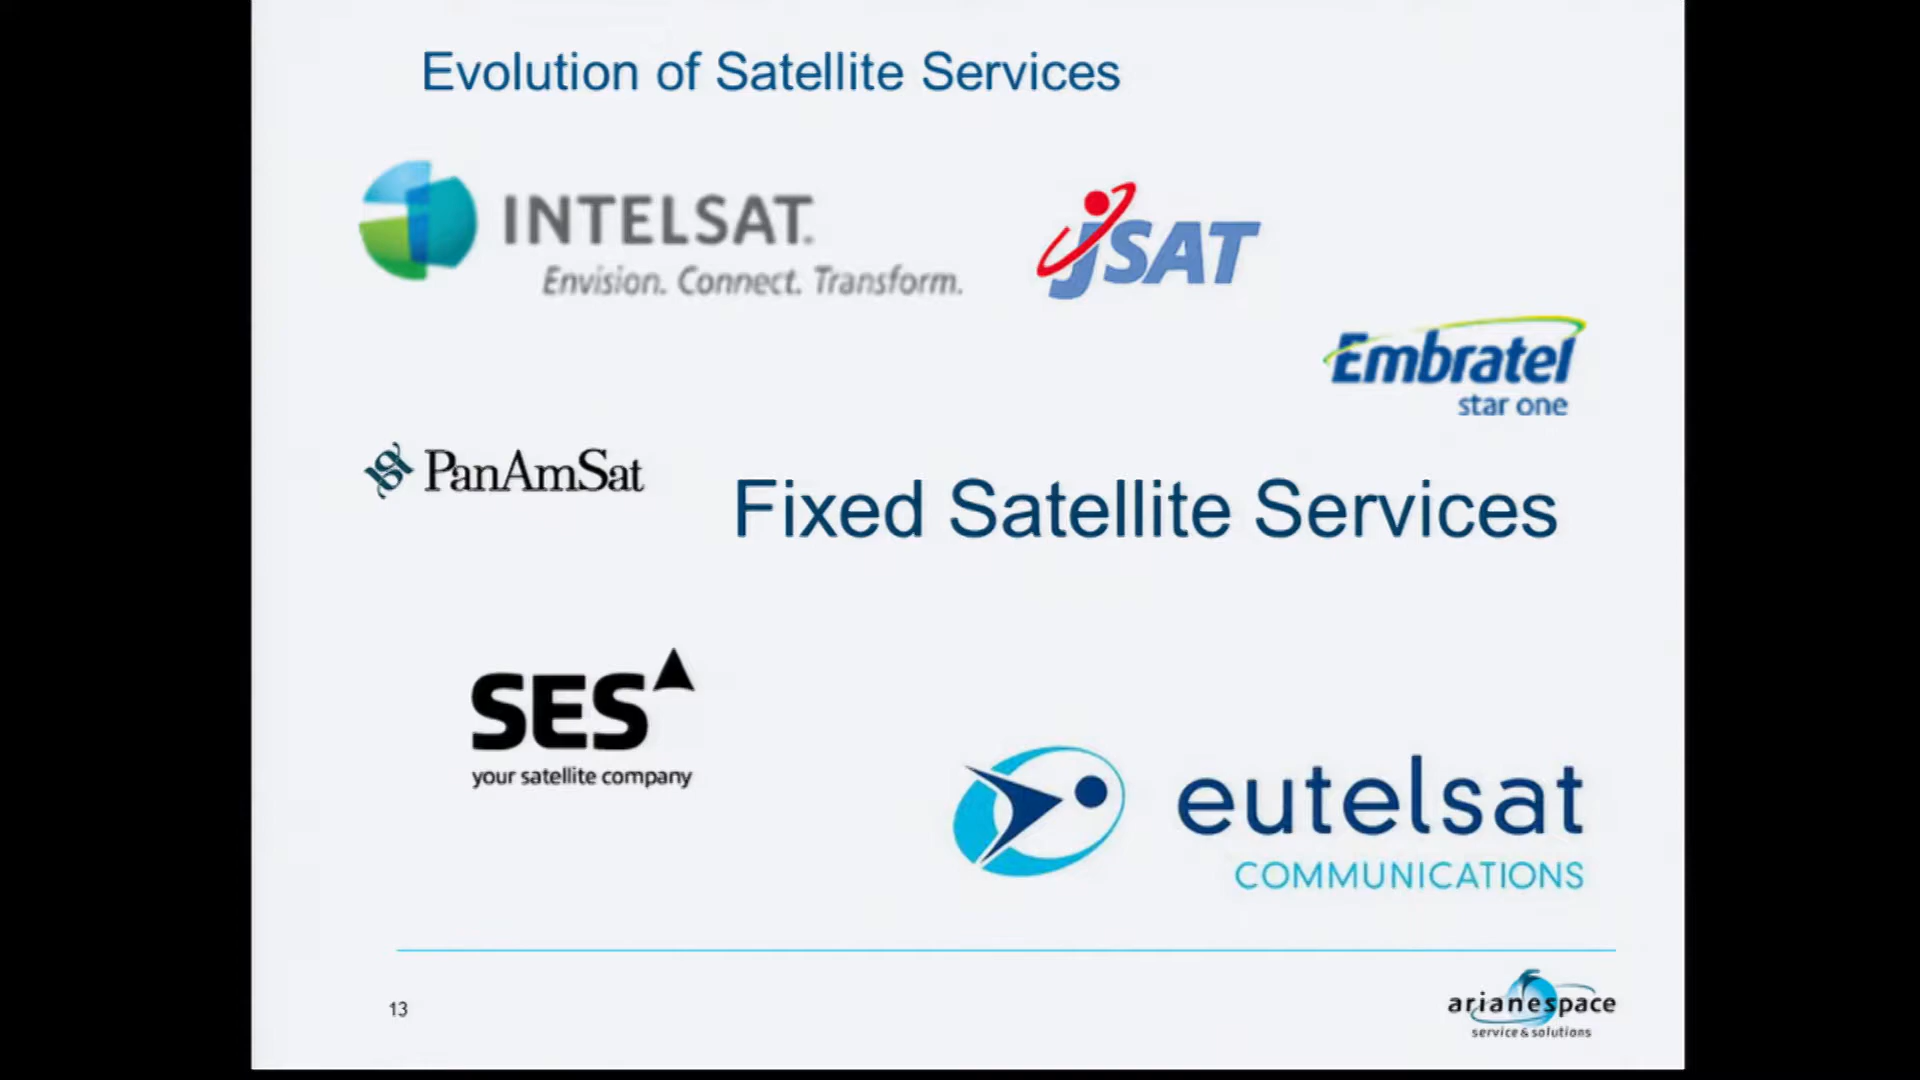 Evolution of Satellite Services
INTELSAT.
Envision. Connect. Transform.
jSAT
Embratel
star one
PanAmSat
Fixed Satellite Services
SES
your satellite company
eutelsat
COMMUNICATIONS
13
arianespace
service & solutions